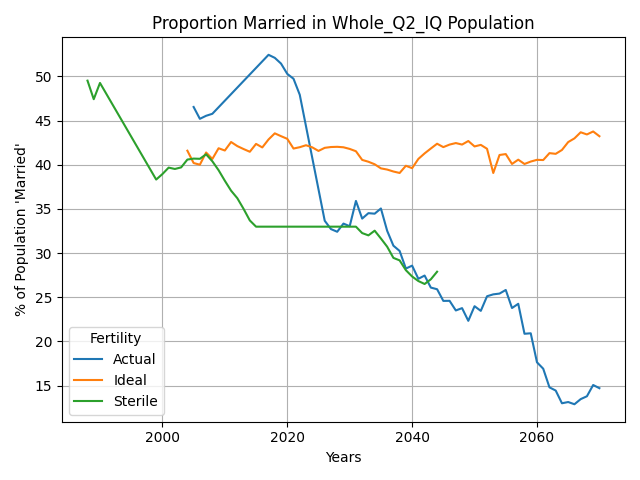 Proportion Married in Whole_Q2_IQ Population
% of Population 'Married'
50
45
40
35
30
25
20
15
Fertility
Actual
Ideal
Sterile
2000
2020
2040
2060
Years